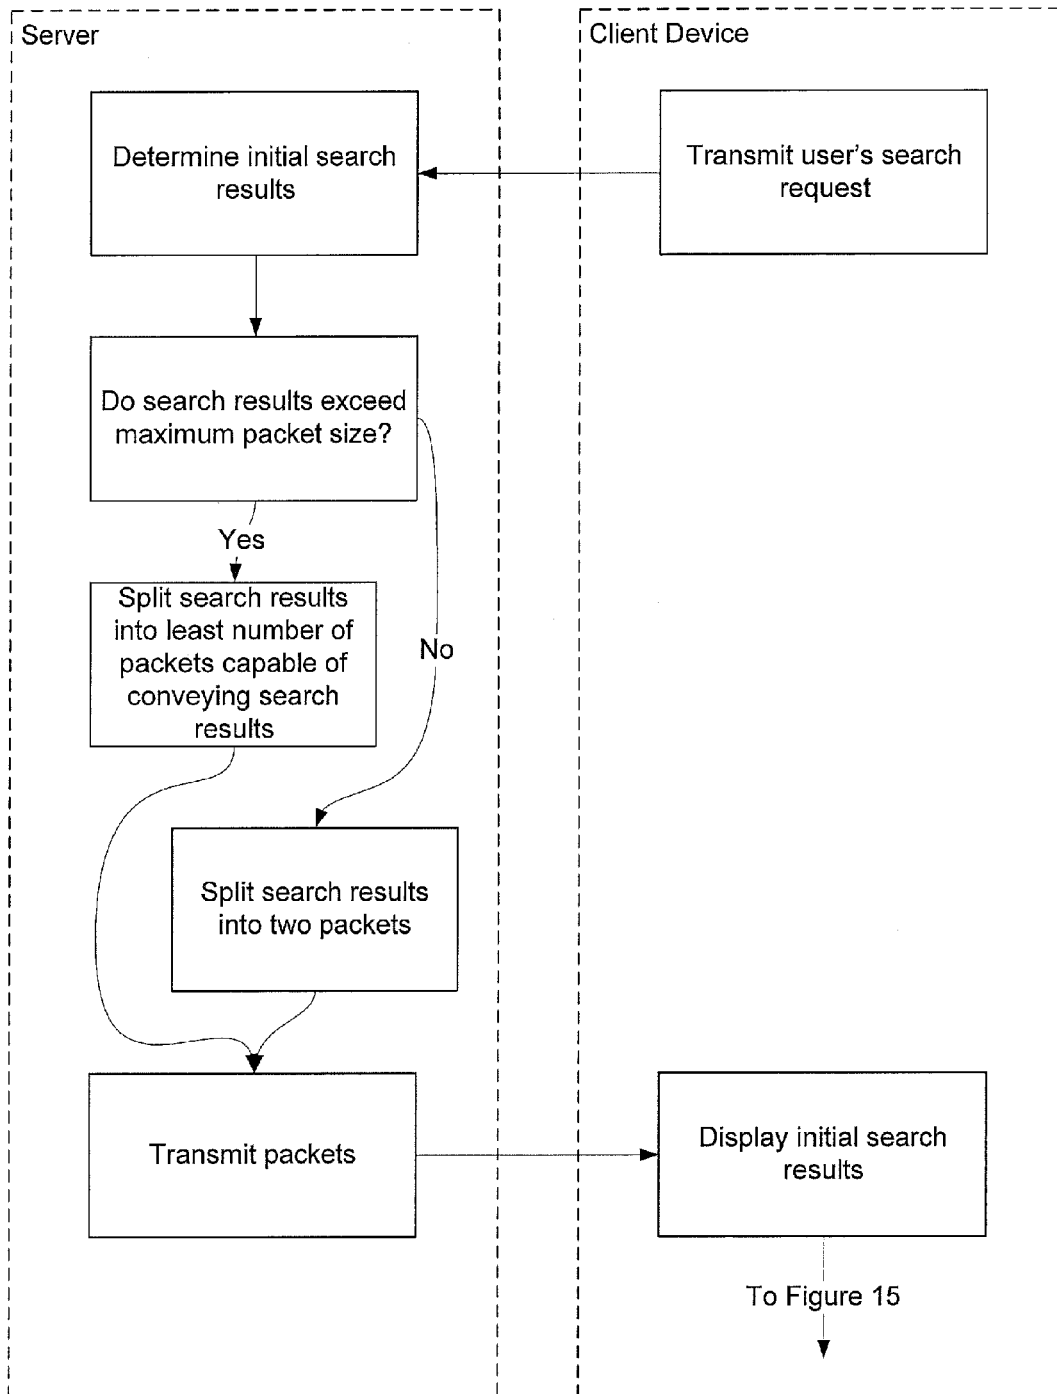 Server
Client Device
Determine initial search
results
Transmit user's search
request
Do search results exceed
maximum packet size?
Yes
No
Split search results
into least number of
packets capable of
conveying search
results
Split search results
into two packets
Transmit packets
Display initial search
results
To Figure 15